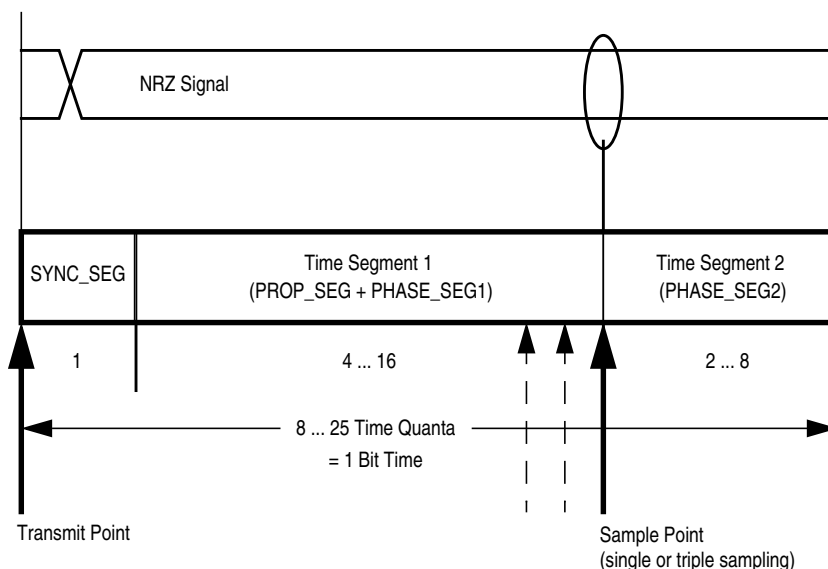 NRZ Signal
SYNC_SEG
Time Segment 1
(PROP_SEG + PHASE_SEG1)
Time Segment 2
(PHASE_SEG2)
1
4 ... 16
2 ... 8
8 ... 25 Time Quanta
= 1 Bit Time
Transmit Point
Sample Point
(single or triple sampling)